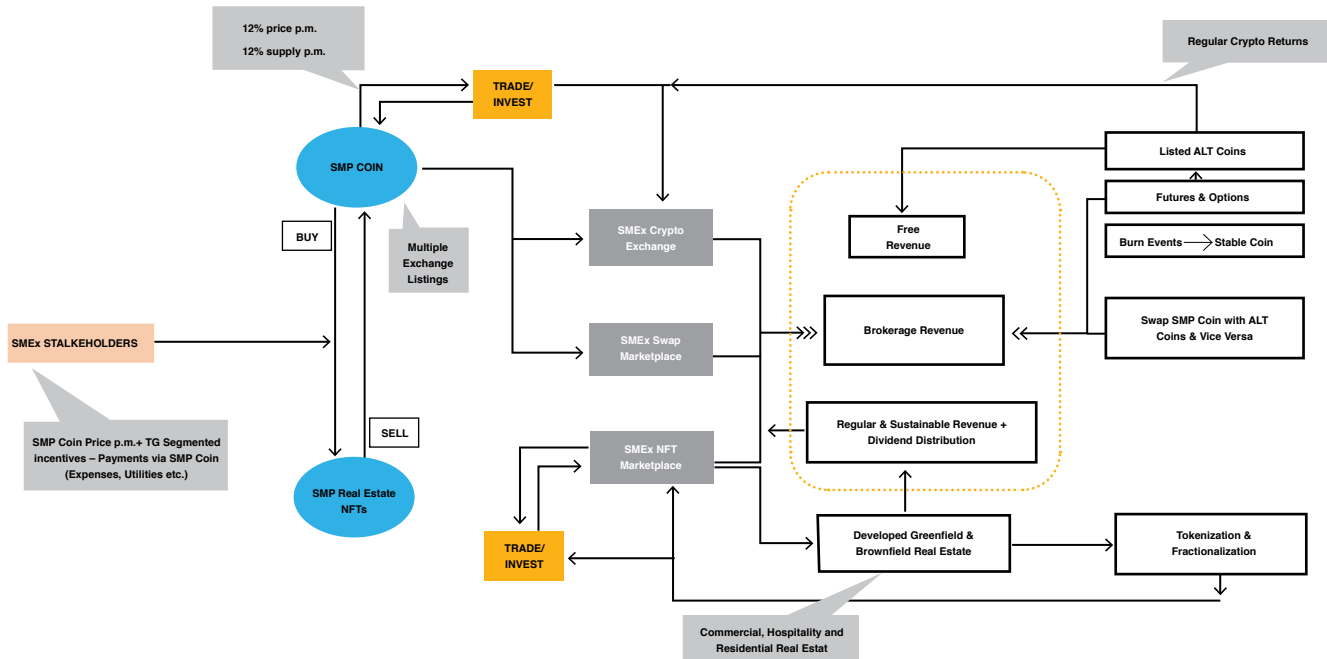 12% price p.m.
12% supply p.m.
Regular Crypto Returns
TRADE/
INVEST
SMP COIN
Listed ALT Coins
Futures & Options
Free
Revenue
SMEx Crypto
Exchange
BUY
Multiple
Exchange
Listings
Burn Events
Stable Coin
SMEx STALKEHOLDERS
SMEx Swap
Marketplace
Brokerage Revenue
Swap SMP Coin with ALT
Coins & Vice Versa
SMP Coin Price p.m.+ TG Segmented
incentives – Payments via SMP Coin
(Expenses, Utilities etc.)
SELL
SMEx NFT
Marketplace
Regular & Sustainable Revenue +
Dividend Distribution
SMP Real Estate
NFTs
TRADE/
INVEST
Developed Greenfield &
Brownfield Real Estate
Tokenization &
Fractionalization
Commercial, Hospitality and
Residential Real Estat